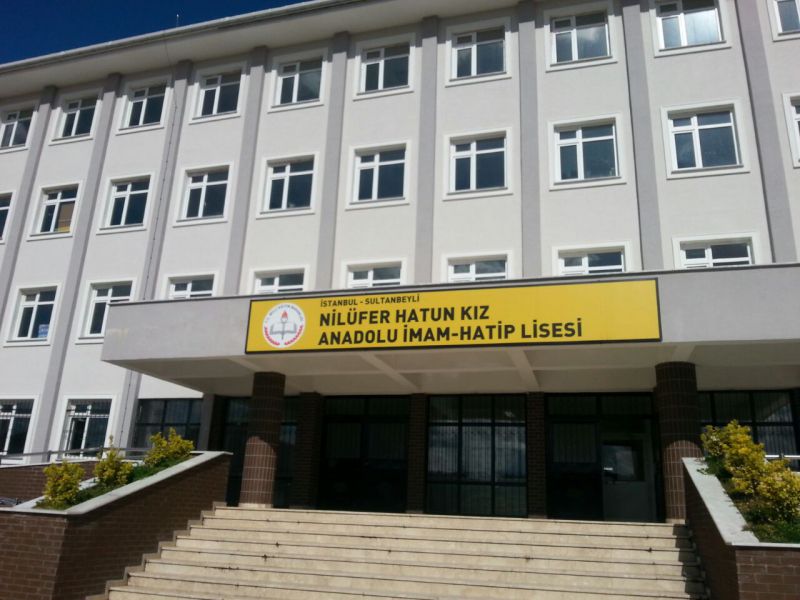 İSTANBUL - SULTANBEYLİ
NİLÜFER HATUN KIZ
ANADOLU İMAM-HATİP LİSESİ